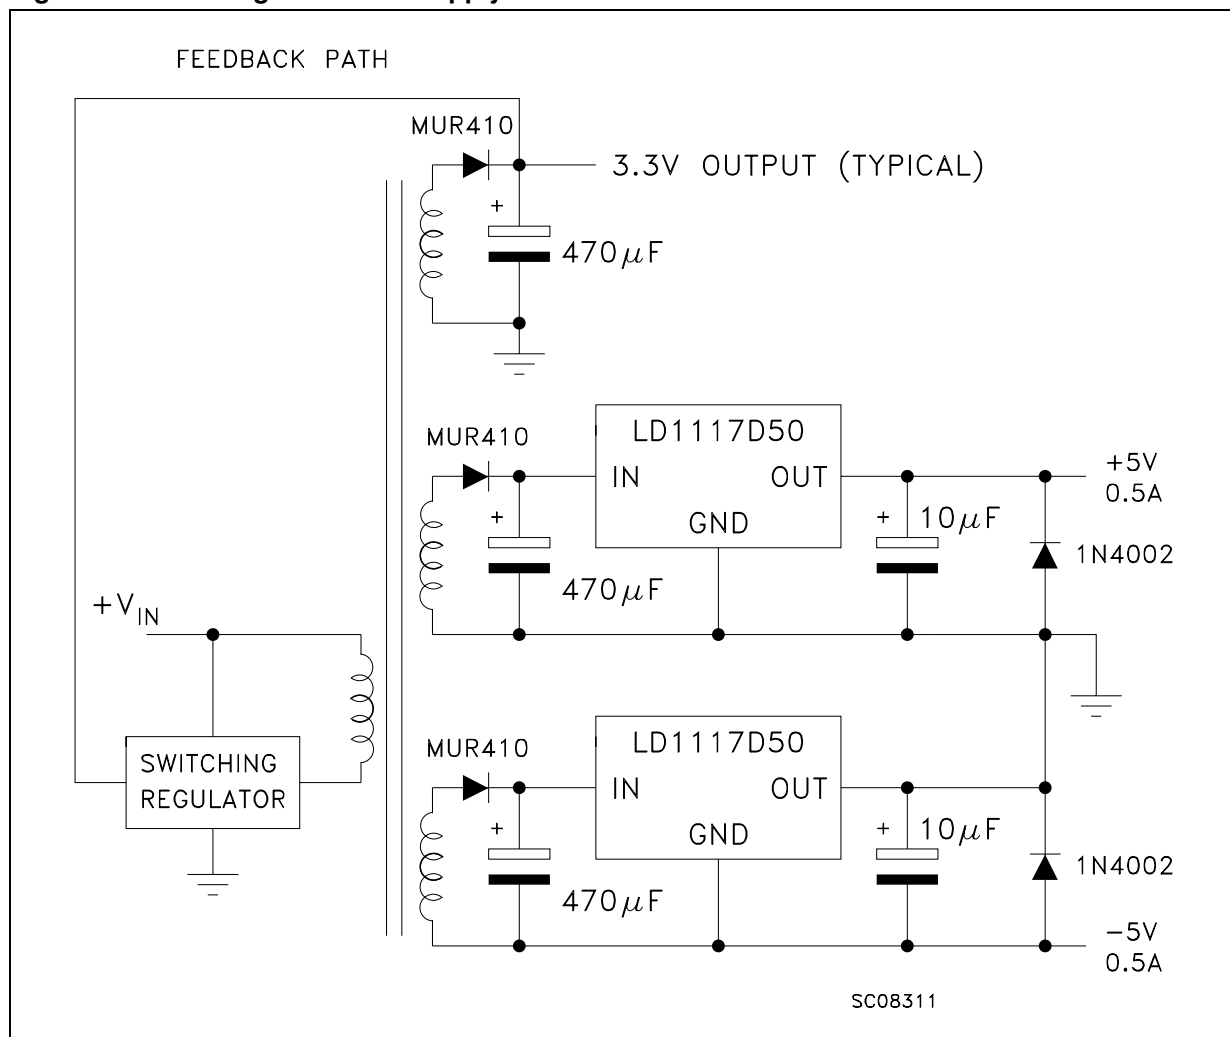 FEEDBACK PATH
MUR410
3.3V OUTPUT (TYPICAL)
+
470μF
MUR410
LD1117D50
IN
OUT
GND
+5V
0.5A
+
470μF
+
10μF
1N4002
+VIN
SWITCHING
REGULATOR
MUR410
LD1117D50
IN
OUT
GND
+
470μF
+
10μF
1N4002
-5V
0.5A
SC08311